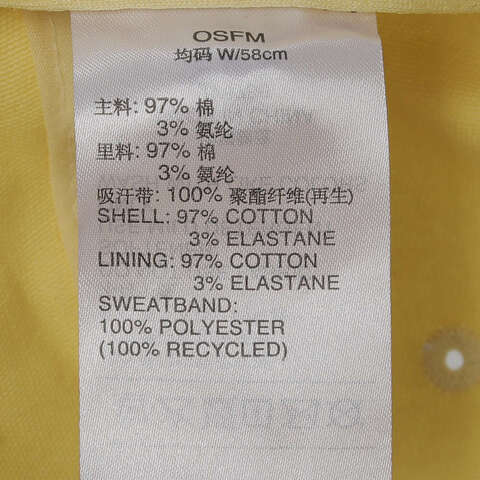 OSFM
均码 W/58cm
主料: 97% 棉
3% 氨纶
里料: 97% 棉
3% 氨纶
吸汗带: 100% 聚酯纤维(再生)
SHELL: 97% COTTON
3% ELASTANE
LINING: 97% COTTON
3% ELASTANE
SWEATBAND:
100% POLYESTER
(100% RECYCLED)